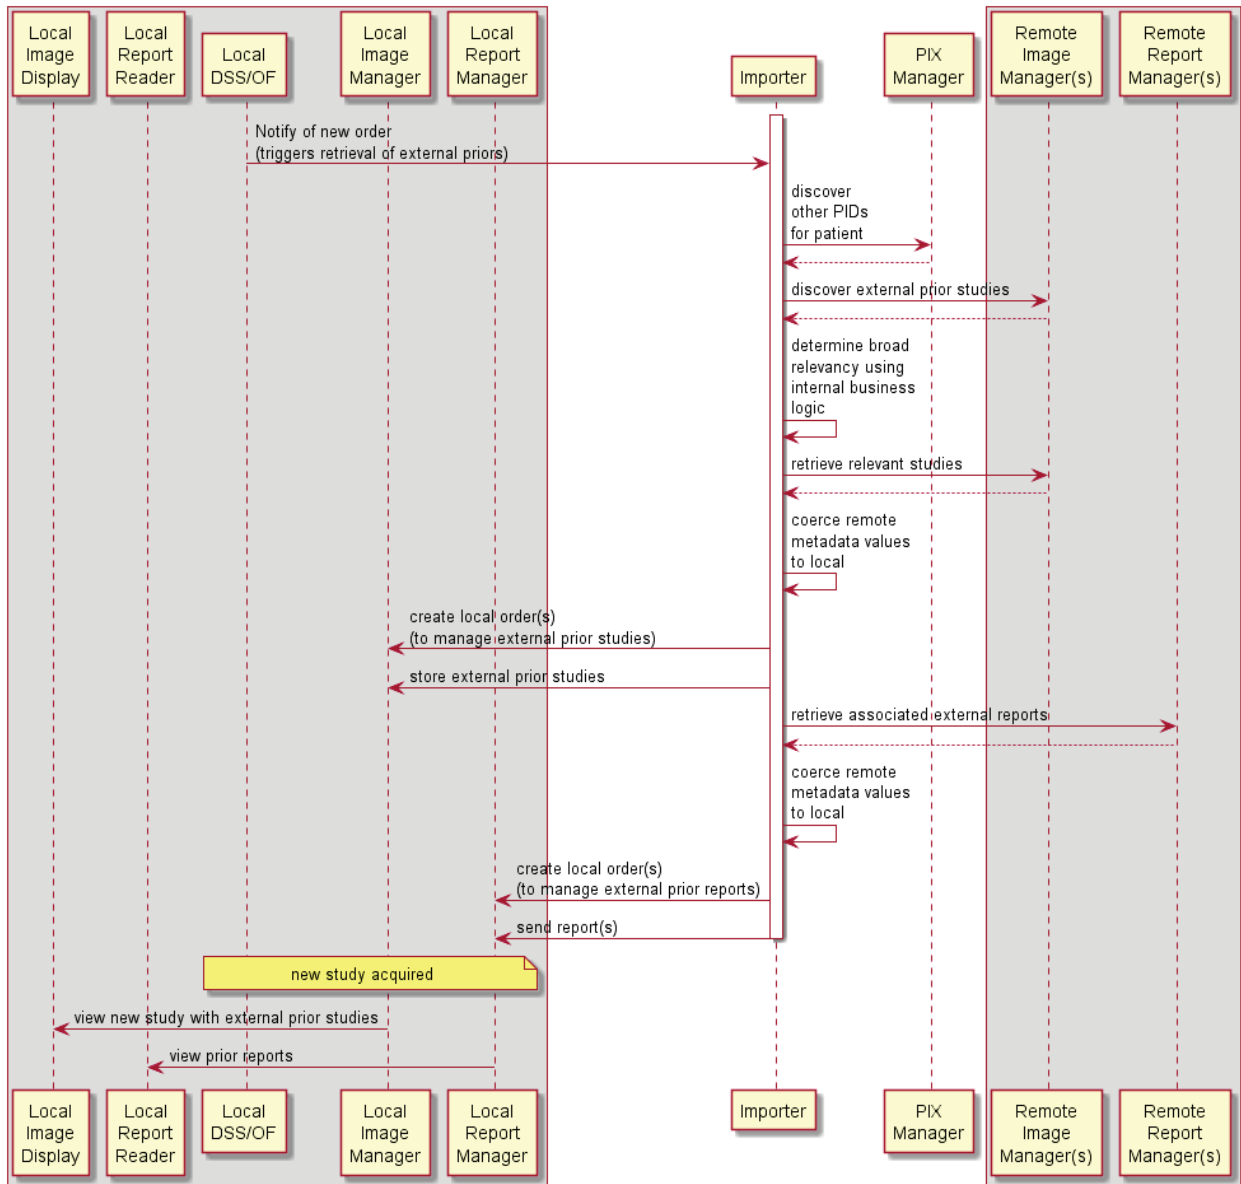 Local
Image
Display
Local
Report
Reader
Local
DSS/OF
Local
Image
Manager
Local
Report
Manager
Importer
PIX
Manager
Remote
Image
Manager(s)
Remote
Report
Manager(s)
Notify of new order
(triggers retrieval of external priors)
discover
other PIDs
for patient
discover external prior studies
determine broad
relevancy using
internal business
logic
retrieve relevant studies
coerce remote
metadata values
to local
create local order(s)
(to manage external prior studies)
store external prior studies
retrieve associated external reports
coerce remote
metadata values
to local
create local order(s)
(to manage external prior reports)
send report(s)
new study acquired
view new study with external prior studies
view prior reports
Local
Image
Display
Local
Report
Reader
Local
DSS/OF
Local
Image
Manager
Local
Report
Manager
Importer
PIX
Manager
Remote
Image
Manager(s)
Remote
Report
Manager(s)